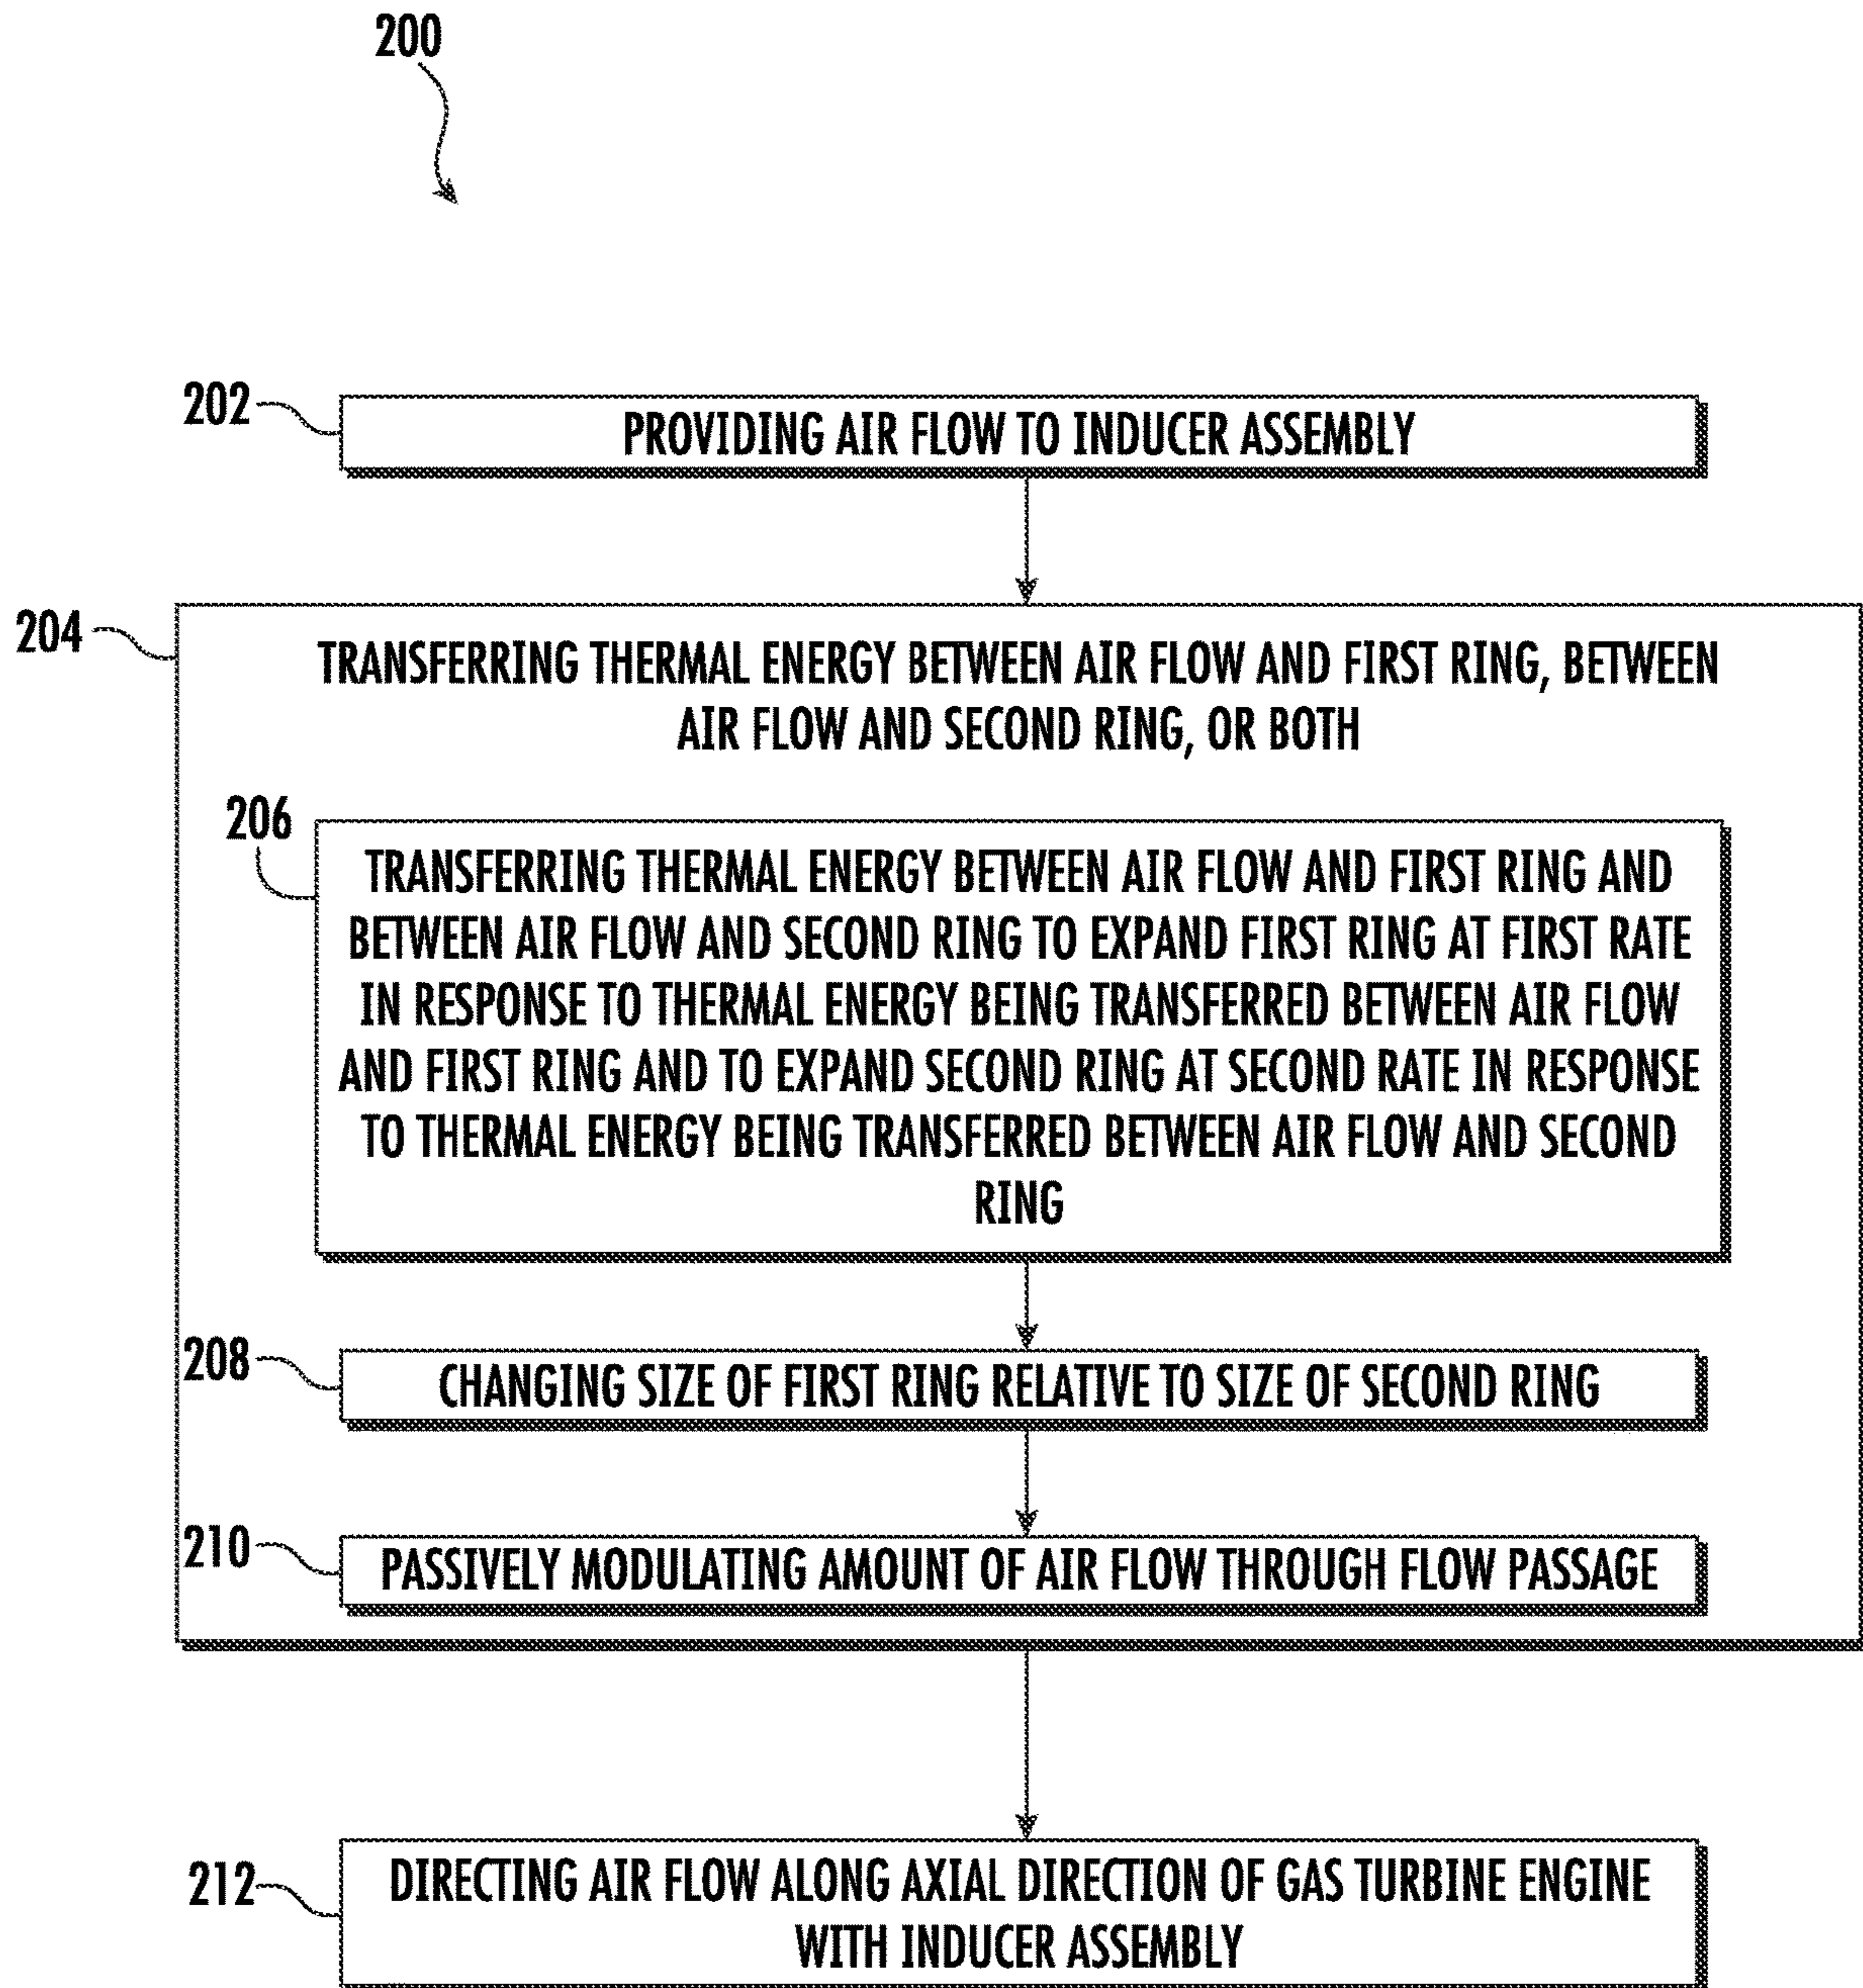 200
202
PROVIDING AIR FLOW TO INDUCER ASSEMBLY
204
TRANSFERRING THERMAL ENERGY BETWEEN AIR FLOW AND FIRST RING, BETWEEN
AIR FLOW AND SECOND RING, OR BOTH
206
TRANSFERRING THERMAL ENERGY BETWEEN AIR FLOW AND FIRST RING AND
BETWEEN AIR FLOW AND SECOND RING TO EXPAND FIRST RING AT FIRST RATE
IN RESPONSE TO THERMAL ENERGY BEING TRANSFERRED BETWEEN AIR FLOW
AND FIRST RING AND TO EXPAND SECOND RING AT SECOND RATE IN RESPONSE
TO THERMAL ENERGY BEING TRANSFERRED BETWEEN AIR FLOW AND SECOND
RING
208
CHANGING SIZE OF FIRST RING RELATIVE TO SIZE OF SECOND RING
210
PASSIVELY MODULATING AMOUNT OF AIR FLOW THROUGH FLOW PASSAGE
212
DIRECTING AIR FLOW ALONG AXIAL DIRECTION OF GAS TURBINE ENGINE
WITH INDUCER ASSEMBLY